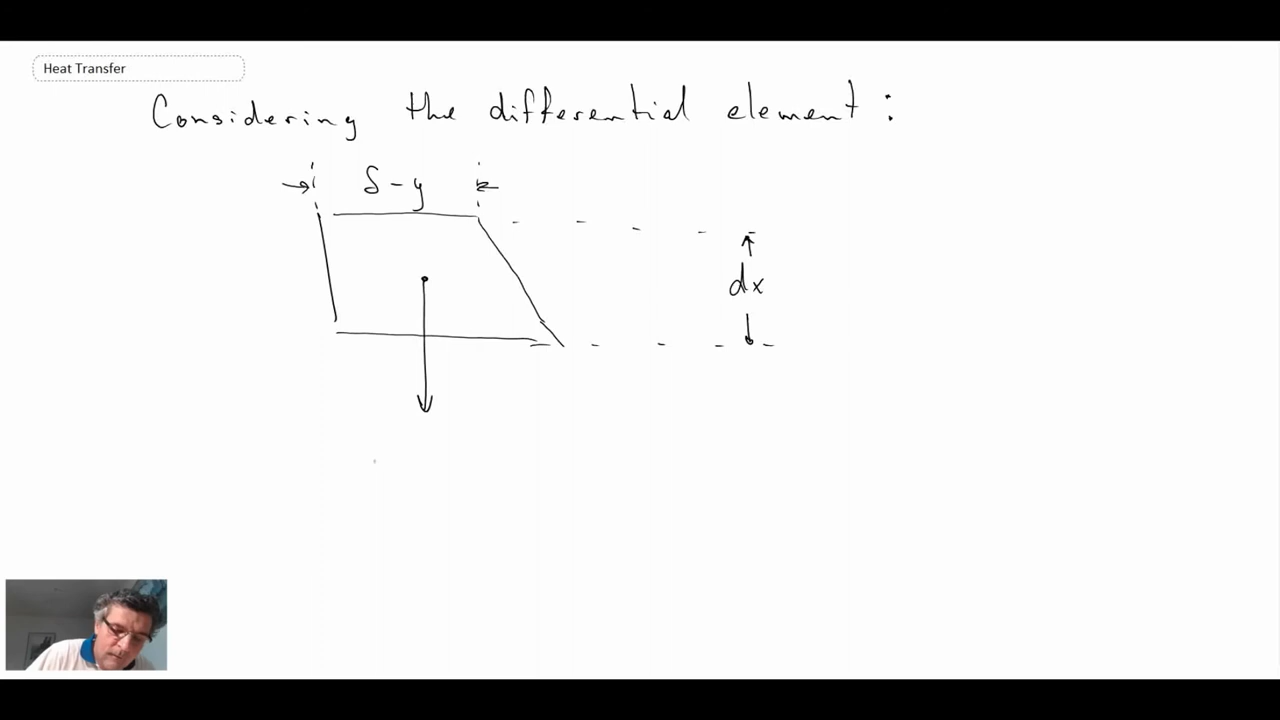 Heat Transfer
Considering the differential element:
δ - y
dx